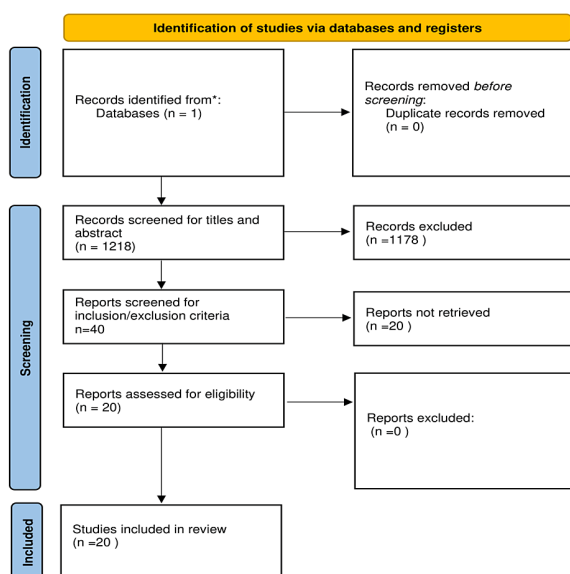 Identification of studies via databases and registers
Identification
Records identified from*:
Databases (n = 1)
Records removed before
screening:
Duplicate records removed
(n = 0)
Screening
Records screened for titles and
abstract
(n = 1218)
Records excluded
(n =1178 )
Reports screened for
inclusion/exclusion criteria
n=40
Reports not retrieved
(n =20 )
Reports assessed for eligibility
(n = 20)
Reports excluded:
(n =0 )
Included
Studies included in review
(n =20 )